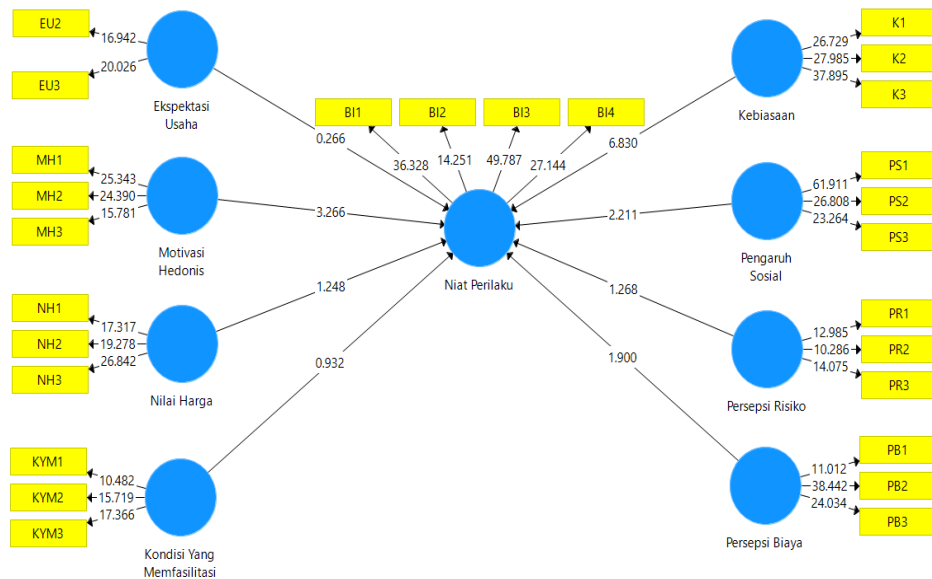 EU2
16.942
20.026
EU3
Ekspektasi
Usaha
0.266
MH1
MH2
MH3
25.343
24.390
15.781
Motivasi
Hedonis
3.266
NH1
NH2
NH3
17.317
19.278
26.842
Nilai Harga
1.248
KYM1
KYM2
KYM3
10.482
15.719
17.366
Kondisi Yang
Memfasilitasi
0.932
BI1
BI2
BI3
BI4
36.328
14.251
49.787
27.144
Niat Perilaku
K1
K2
K3
26.729
27.985
37.895
Kebiasaan
6.830
PS1
PS2
PS3
61.911
26.808
23.264
Pengaruh
Sosial
2.211
PR1
PR2
PR3
12.985
10.286
14.075
Persepsi Risiko
1.268
PB1
PB2
PB3
11.012
38.442
24.034
Persepsi Biaya
1.900